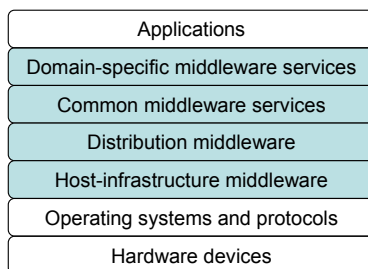 Applications
Domain-specific middleware services
Common middleware services
Distribution middleware
Host-infrastructure middleware
Operating systems and protocols
Hardware devices